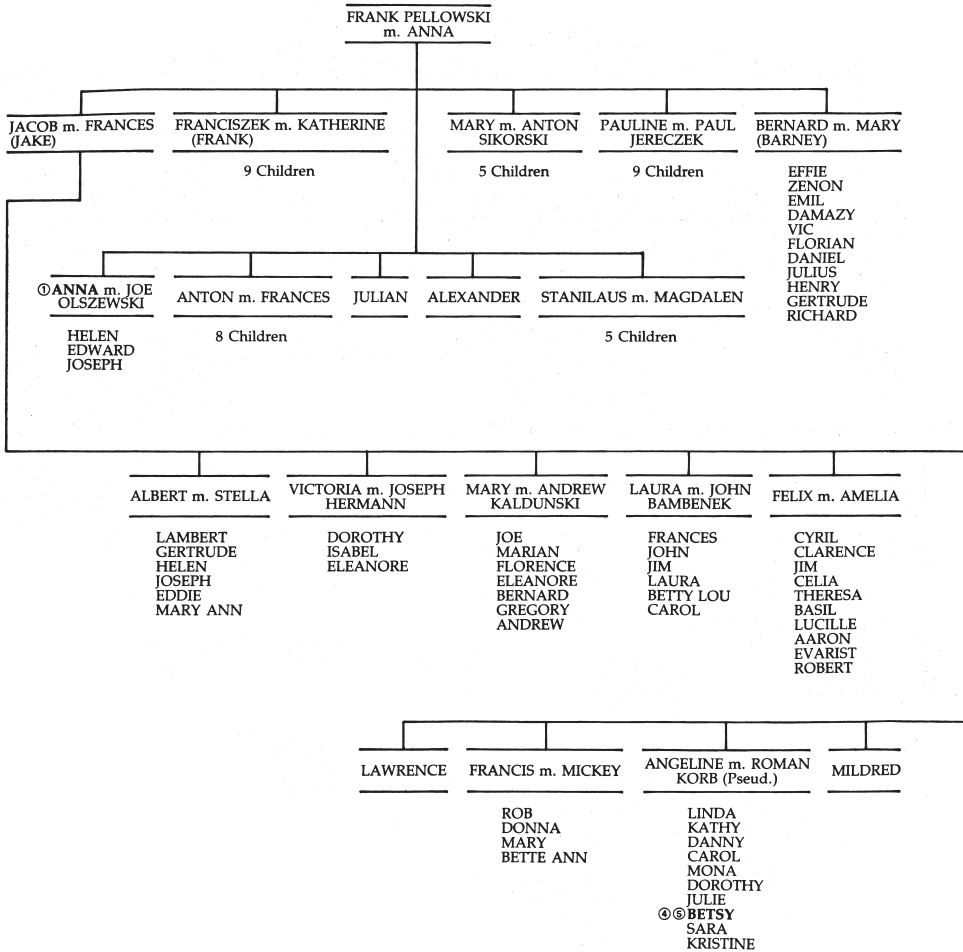 FRANK PELLOWSKI
m. ANNA
JACOB m. FRANCES
(JAKE)
FRANCISZEK m. KATHERINE
(FRANK)
9 Children
MARY m. ANTON
SIKORSKI
5 Children
PAULINE m. PAUL
JERECZEK
9 Children
BERNARD m. MARY
(BARNEY)
EFFIE
ZENON
EMIL
DAMAZY
VIC
FLORIAN
DANIEL
JULIUS
HENRY
GERTRUDE
RICHARD
① ANNA m. JOE
OLSZEWSKI
HELEN
EDWARD
JOSEPH
ANTON m. FRANCES
8 Children
JULIAN
ALEXANDER
STANILAUS m. MAGDALEN
5 Children
ALBERT m. STELLA
LAMBERT
GERTRUDE
HELEN
JOSEPH
EDDIE
MARY ANN
VICTORIA m. JOSEPH
HERMANN
DOROTHY
ISABEL
ELEANORE
MARY m. ANDREW
KALDUNSKI
JOE
MARIAN
FLORENCE
ELEANORE
BERNARD
GREGORY
ANDREW
LAURA m. JOHN
BAMBENEK
FRANCES
JOHN
JIM
LAURA
BETTY LOU
CAROL
FELIX m. AMELIA
CYRIL
CLARENCE
JIM
CELIA
THERESA
BASIL
LUCILLE
AARON
EVARIST
ROBERT
LAWRENCE
FRANCIS m. MICKEY
ROB
DONNA
MARY
BETTE ANN
ANGELINE m. ROMAN
KORB (Pseud.)
LINDA
KATHY
DANNY
CAROL
MONA
DOROTHY
JULIE
④⑤ BETSY
SARA
KRISTINE
MILDRED